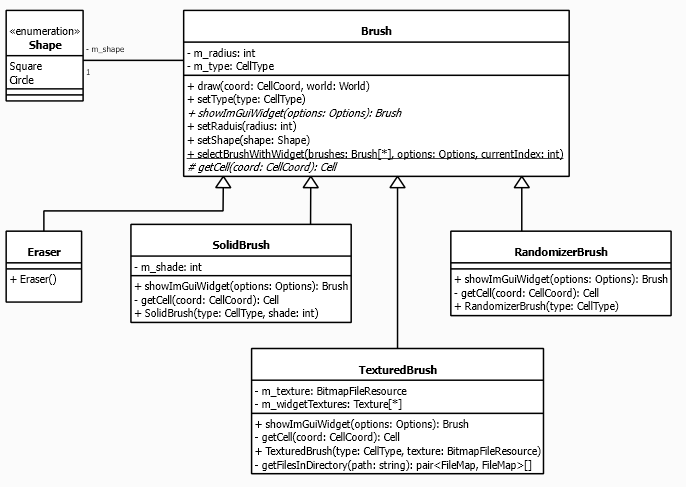 «enumeration»
Shape
Square
Circle
- m_shape
1
Brush
- m_radius: int
- m_type: CellType
+ draw(coord: CellCoord, world: World)
+ setType(type: CellType)
+ showImGuiWidget(options: Options): Brush
+ setRaduis(radius: int)
+ setShape(shape: Shape)
+ selectBrushWithWidget(brushes: Brush[*], options: Options, currentIndex: int)
# getCell(coord: CellCoord): Cell
Eraser
+ Eraser()
SolidBrush
- m_shade: int
+ showImGuiWidget(options: Options): Brush
- getCell(coord: CellCoord): Cell
+ SolidBrush(type: CellType, shade: int)
RandomizerBrush
+ showImGuiWidget(options: Options): Brush
- getCell(coord: CellCoord): Cell
+ RandomizerBrush(type: CellType)
TexturedBrush
- m_texture: BitmapFileResource
- m_widgetTextures: Texture[*]
+ showImGuiWidget(options: Options): Brush
- getCell(coord: CellCoord): Cell
+ TexturedBrush(type: CellType, texture: BitmapFileResource)
- getFilesInDirectory(path: string): pair<FileMap, FileMap>[]